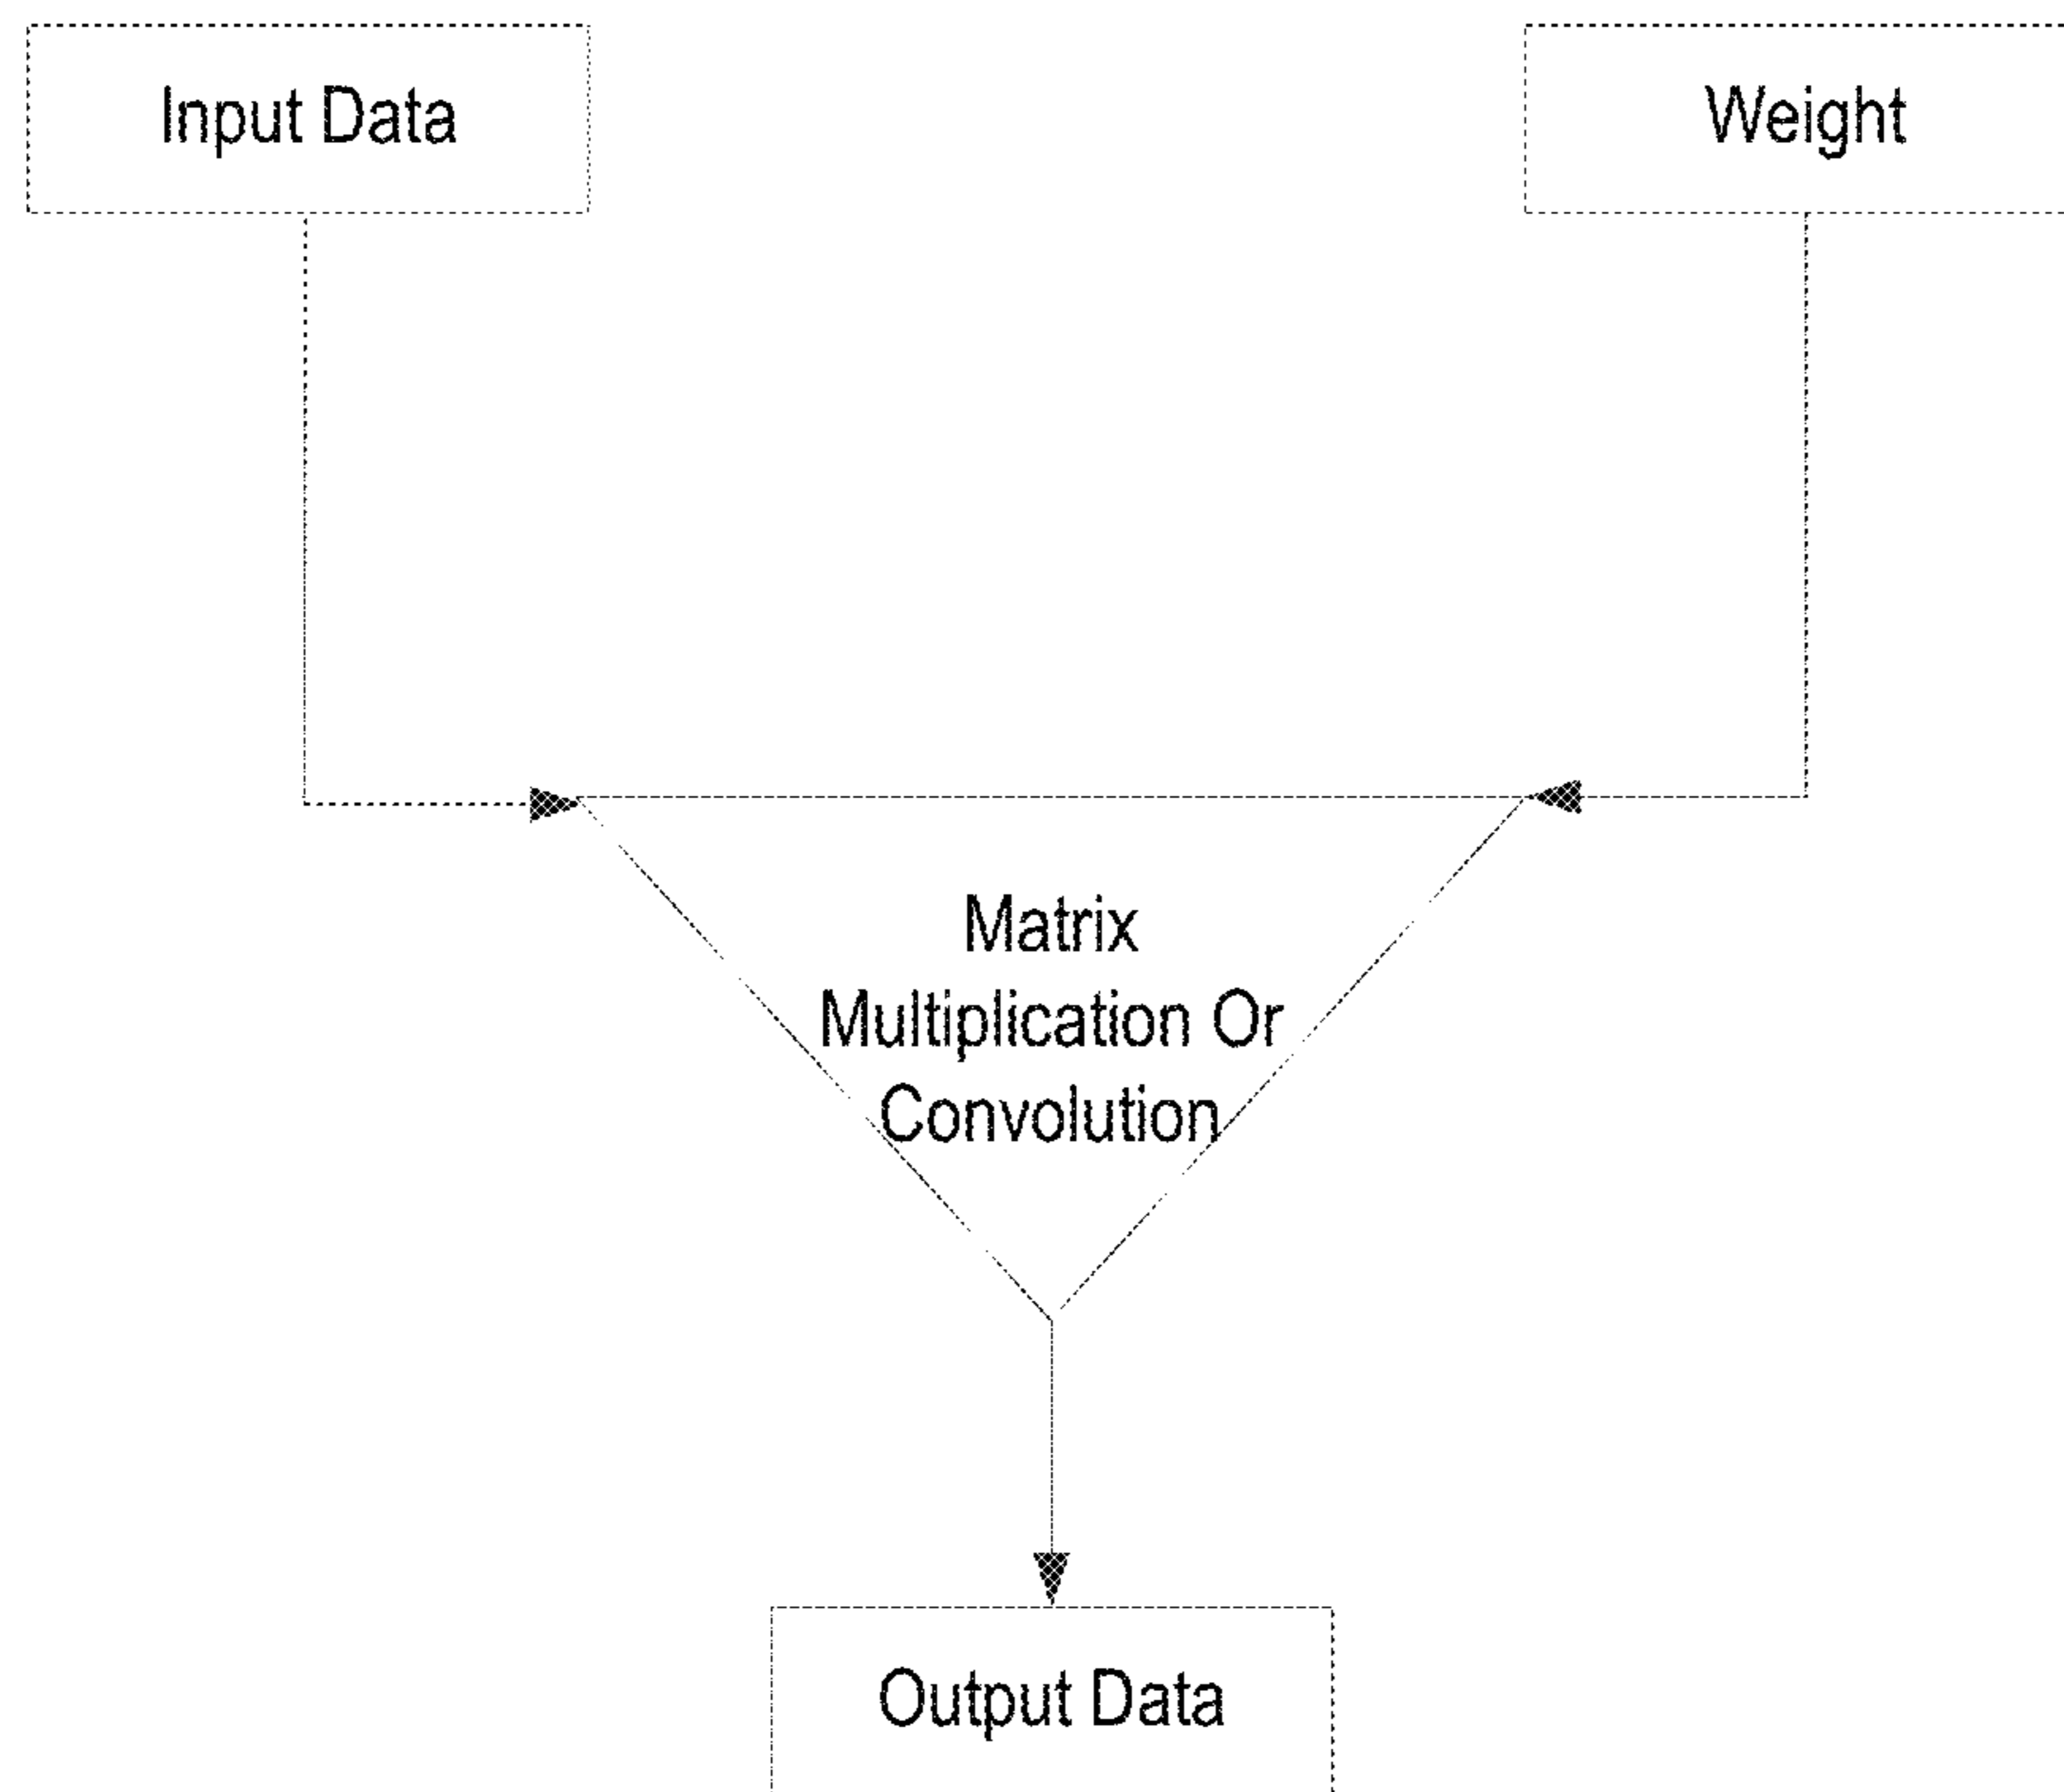 Input Data
Weight
Matrix
Multiplication Or
Convolution
Output Data